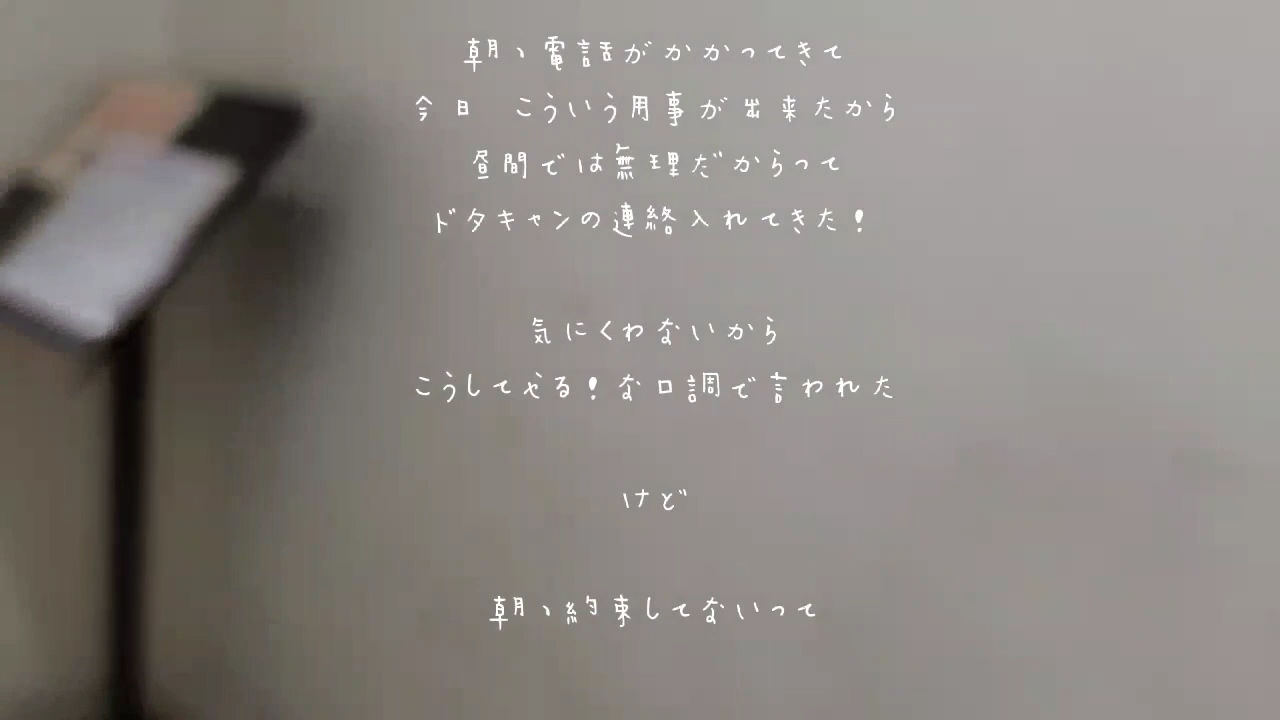 朝、電話がかかってきて
今日　こういう用事が出来たから
昼間では無理だからって
ドタキャンの連絡入れてきた！
気にくわないから
こうしてやる！な口調で言われた
けど
朝、約束してないって